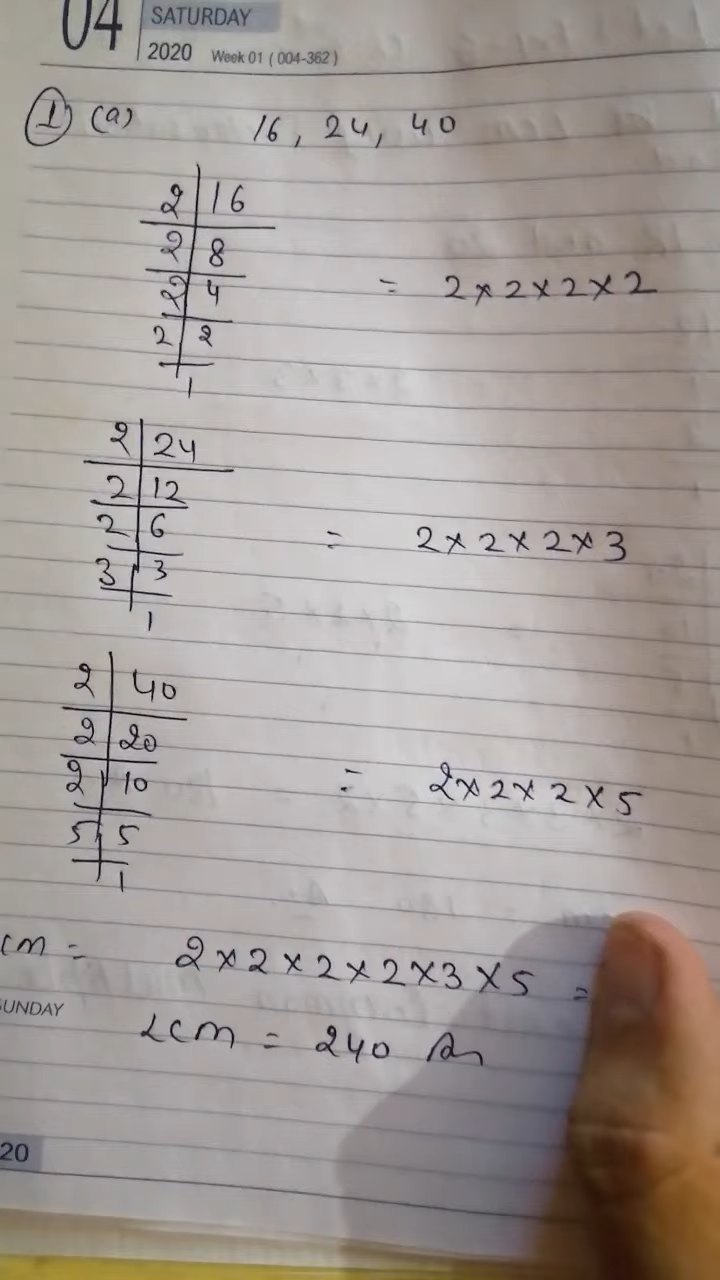 04 SATURDAY
2020 Week 01 (004-362)
1 (a) 16, 24, 40
2 | 16
2 | 8
2 | 4 = 2×2×2×2
2 | 2
1
2 | 24
2 | 12
2 | 6 = 2×2×2×3
3 | 3
1
2 | 40
2 | 20
2 | 10 = 2×2×2×5
5 | 5
1
cm = 2×2×2×2×3×5 =
SUNDAY
Lcm = 240
20